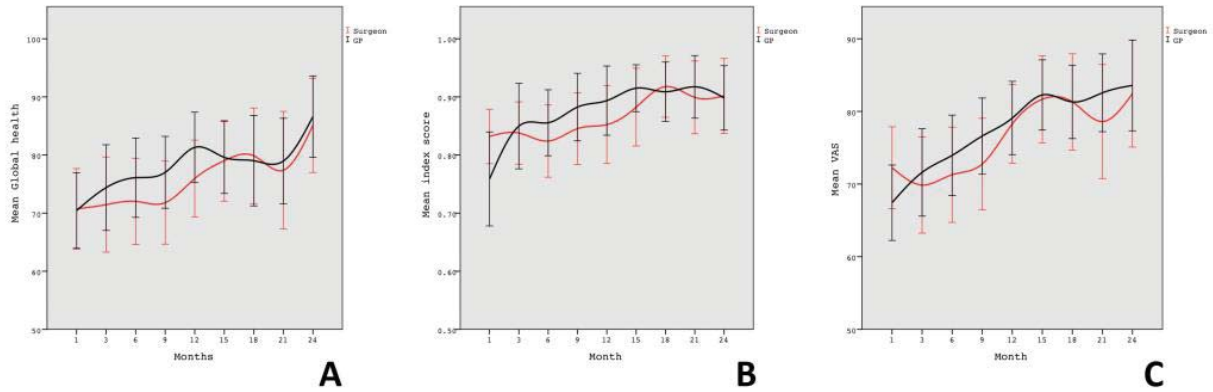 Surgeon
GP
100
90
80
70
60
50
Mean Global health
1 3 6 9 12 15 18 21 24
Months
A
Surgeon
GP
1.00
0.90
0.80
0.70
0.60
0.50
Mean index score
1 3 6 9 12 15 18 21 24
Month
B
Surgeon
GP
90
80
70
60
50
Mean VAS
1 3 6 9 12 15 18 21 24
Month
C